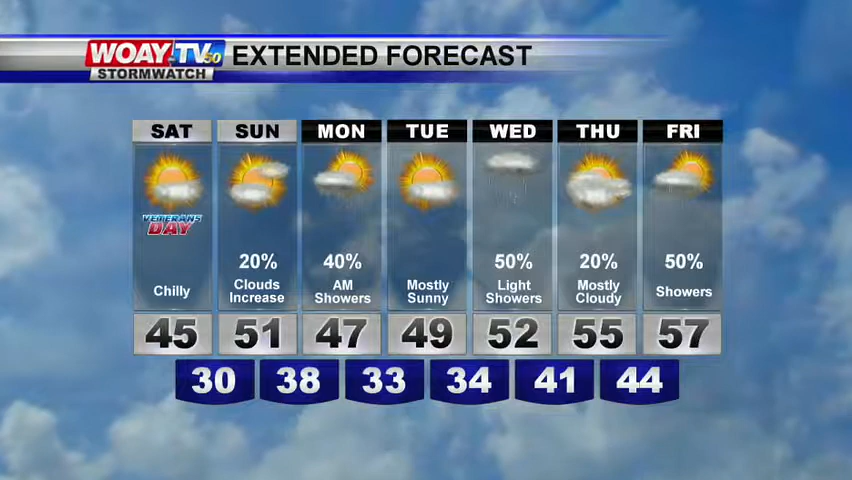 WOAY-TV 50
STORMWATCH
EXTENDED FORECAST
SAT SUN MON TUE WED THU FRI
VETERANS
DAY
20% 40% 50% 20% 50%
Chilly
Clouds
Increase
AM
Showers
Mostly
Sunny
Light
Showers
Mostly
Cloudy
Showers
45 51 47 49 52 55 57
30 38 33 34 41 44